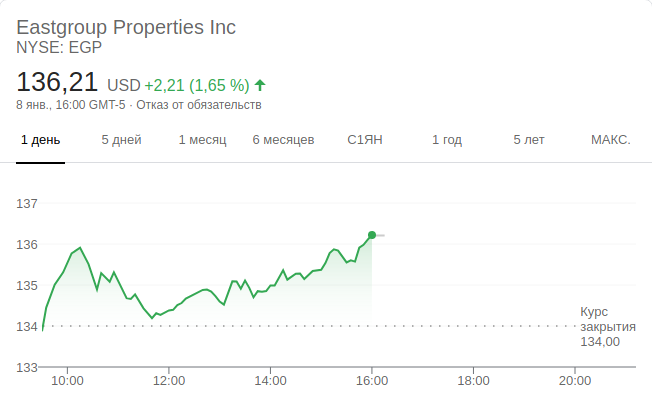 Eastgroup Properties Inc
NYSE: EGP
136,21 USD +2,21 (1,65 %)
8 янв., 16:00 GMT-5 · Отказ от обязательств
1 день 5 дней 1 месяц 6 месяцев С1ЯН 1 год 5 лет МАКС.
137
136
135
134
133
Курс
закрытия
134,00
10:00 12:00 14:00 16:00 18:00 20:00